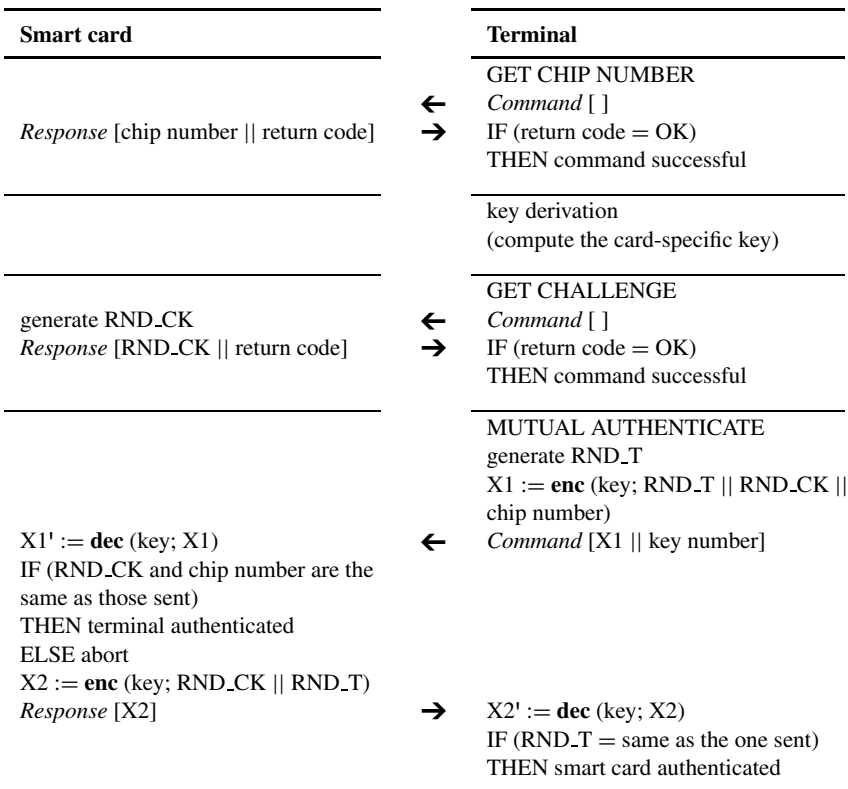 Smart card Terminal
GET CHIP NUMBER
← Command [ ]
Response [chip number || return code] → IF (return code = OK)
THEN command successful
key derivation
(compute the card-specific key)
GET CHALLENGE
generate RND_CK ← Command [ ]
Response [RND_CK || return code] → IF (return code = OK)
THEN command successful
MUTUAL AUTHENTICATE
generate RND_T
X1 := enc (key; RND_T || RND_CK ||
chip number)
X1' := dec (key; X1) ← Command [X1 || key number]
IF (RND_CK and chip number are the
same as those sent)
THEN terminal authenticated
ELSE abort
X2 := enc (key; RND_CK || RND_T)
Response [X2] → X2' := dec (key; X2)
IF (RND_T = same as the one sent)
THEN smart card authenticated